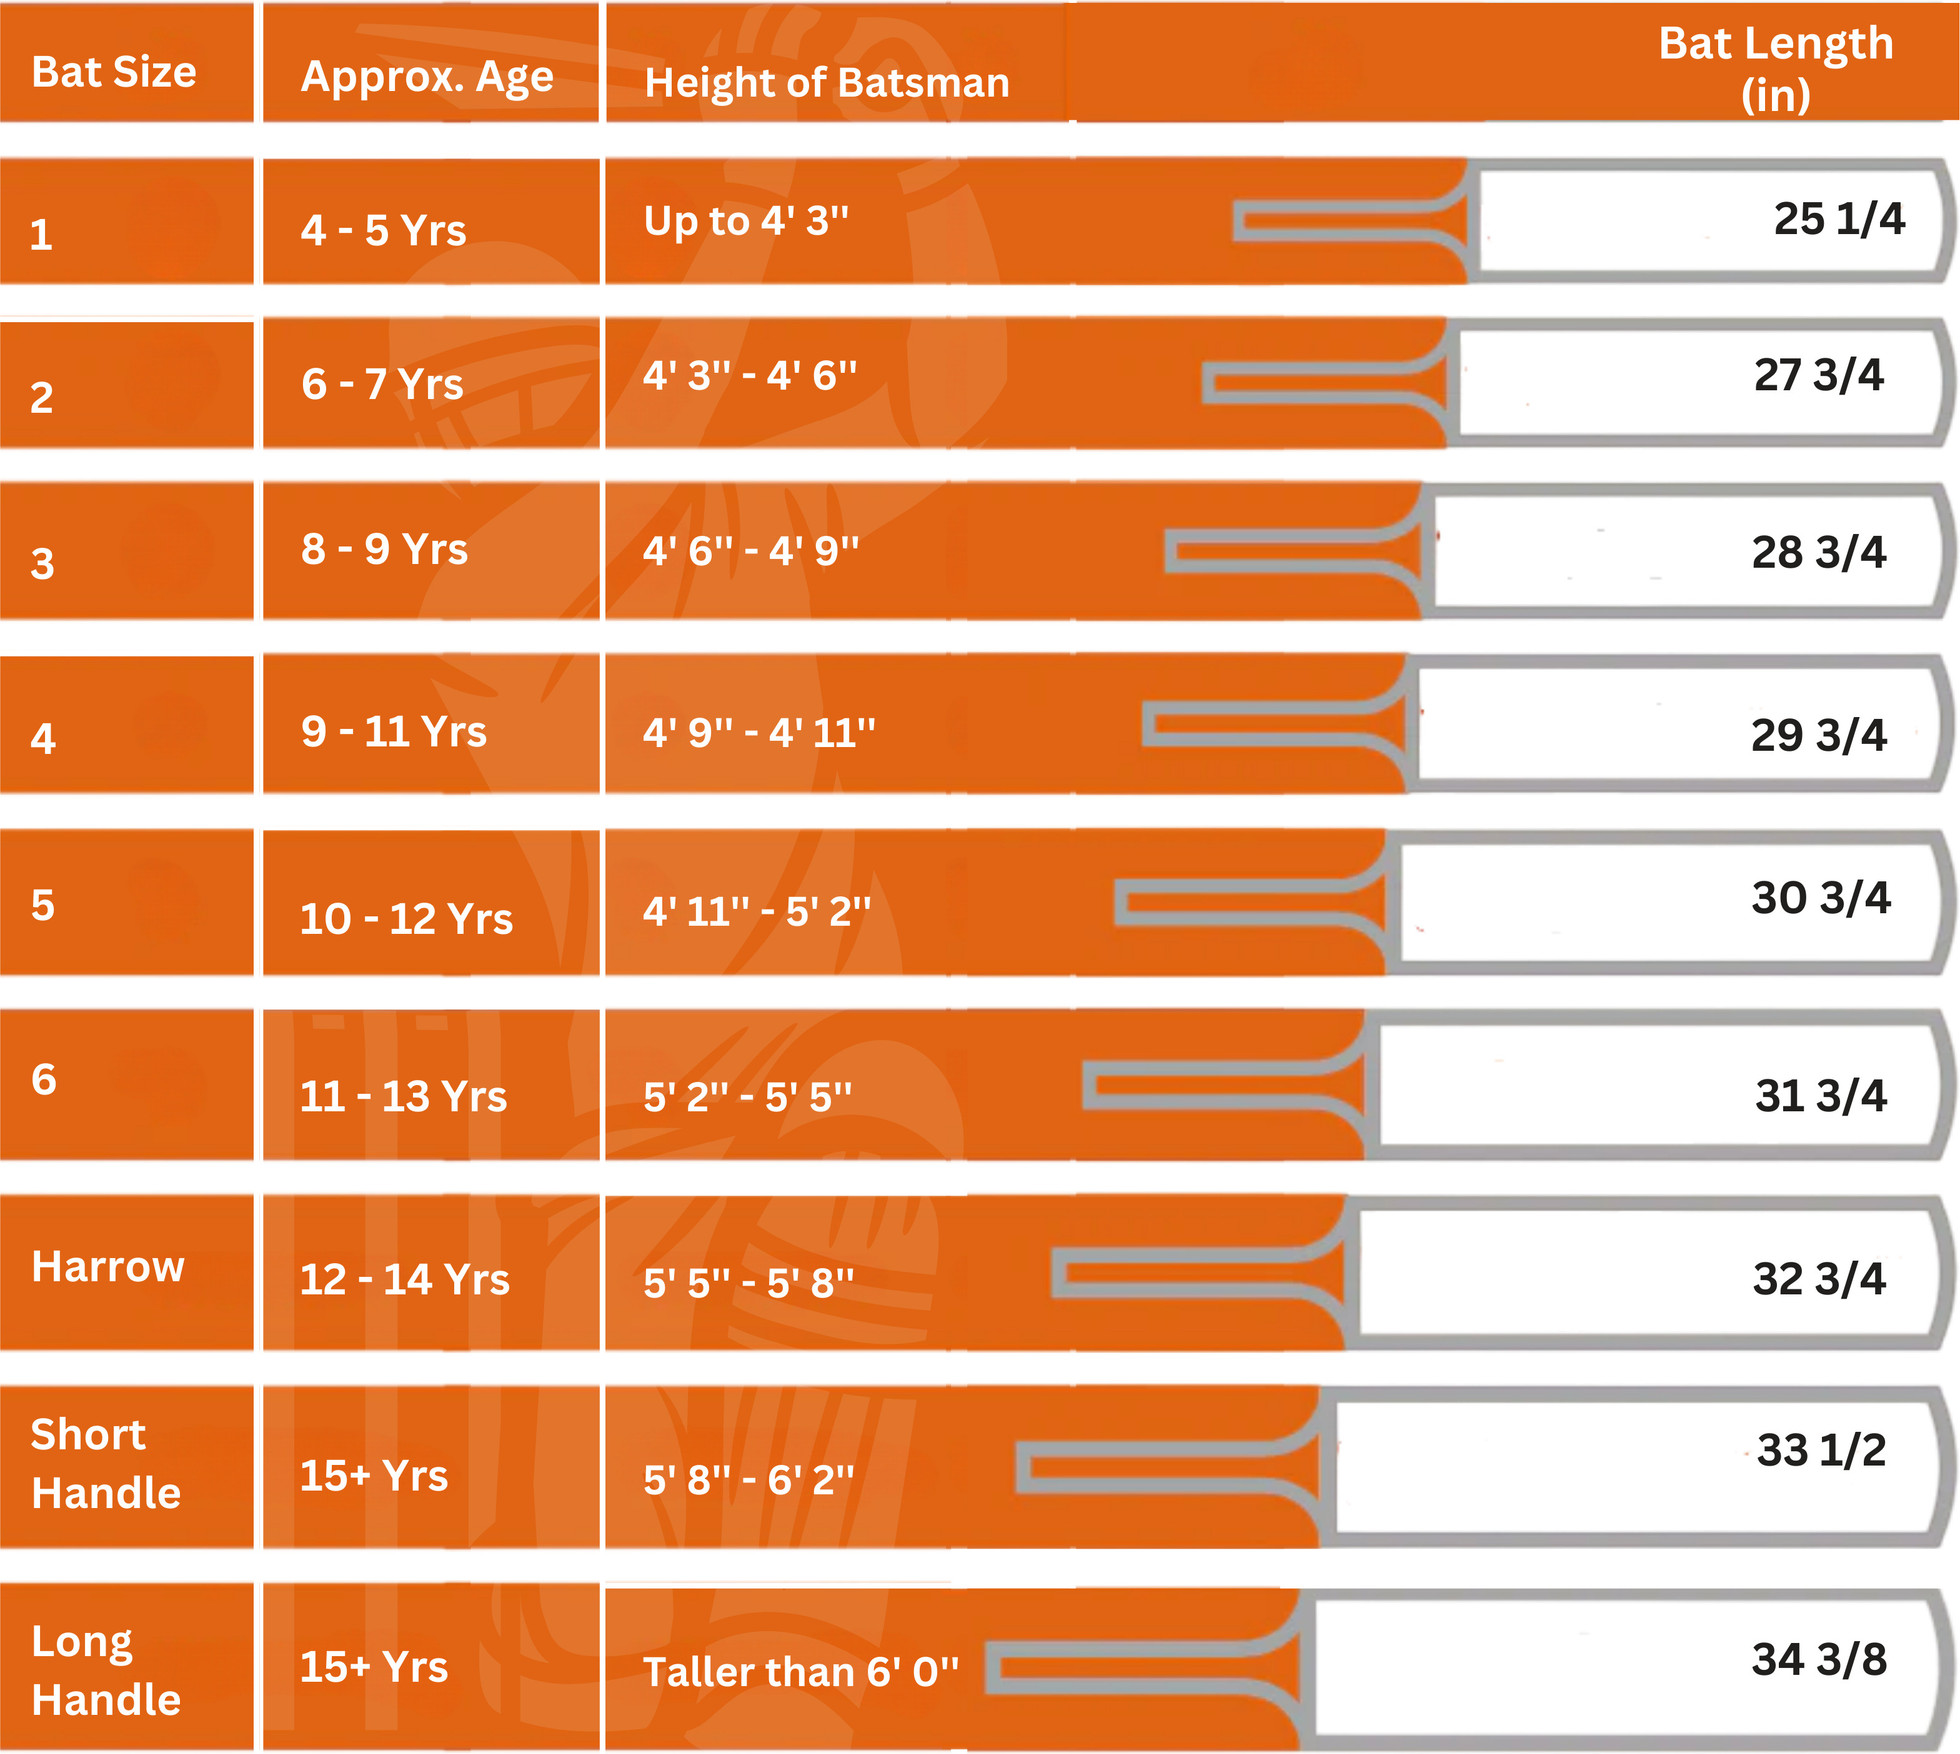 Bat Size
Approx. Age
Height of Batsman
Bat Length
(in)
1
4 - 5 Yrs
Up to 4' 3"
25 1/4
2
6 - 7 Yrs
4' 3" - 4' 6"
27 3/4
3
8 - 9 Yrs
4' 6" - 4' 9"
28 3/4
4
9 - 11 Yrs
4' 9" - 4' 11"
29 3/4
5
10 - 12 Yrs
4' 11" - 5' 2"
30 3/4
6
11 - 13 Yrs
5' 2" - 5' 5"
31 3/4
Harrow
12 - 14 Yrs
5' 5" - 5' 8"
32 3/4
Short
Handle
15+ Yrs
5' 8" - 6' 2"
33 1/2
Long
Handle
15+ Yrs
Taller than 6' 0"
34 3/8